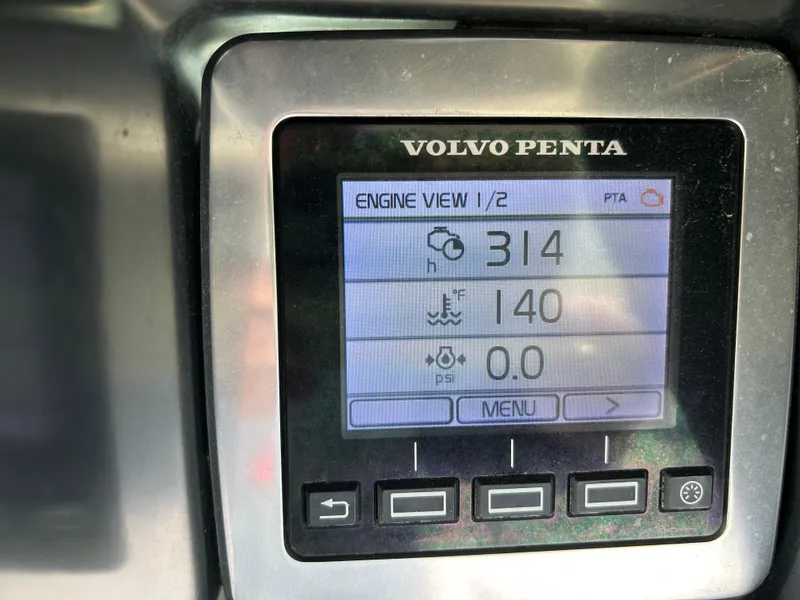 VOLVO PENTA
ENGINE VIEW 1/2 PTA
h 314
°F 140
psi 0.0
MENU >